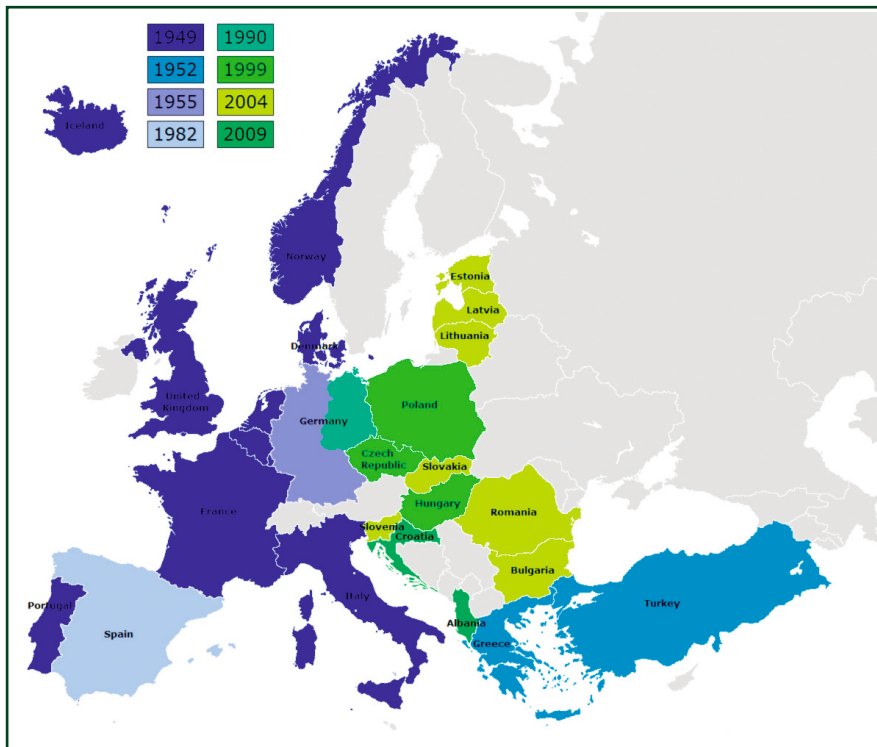 1949
1990
1952
1999
1955
2004
1982
2009
Iceland
Norway
Estonia
Latvia
Lithuania
Denmark
United
Kingdom
Germany
Poland
Czech
Republic
Slovakia
France
Hungary
Romania
Slovenia
Croatia
Bulgaria
Portugal
Italy
Turkey
Spain
Albania
Greece